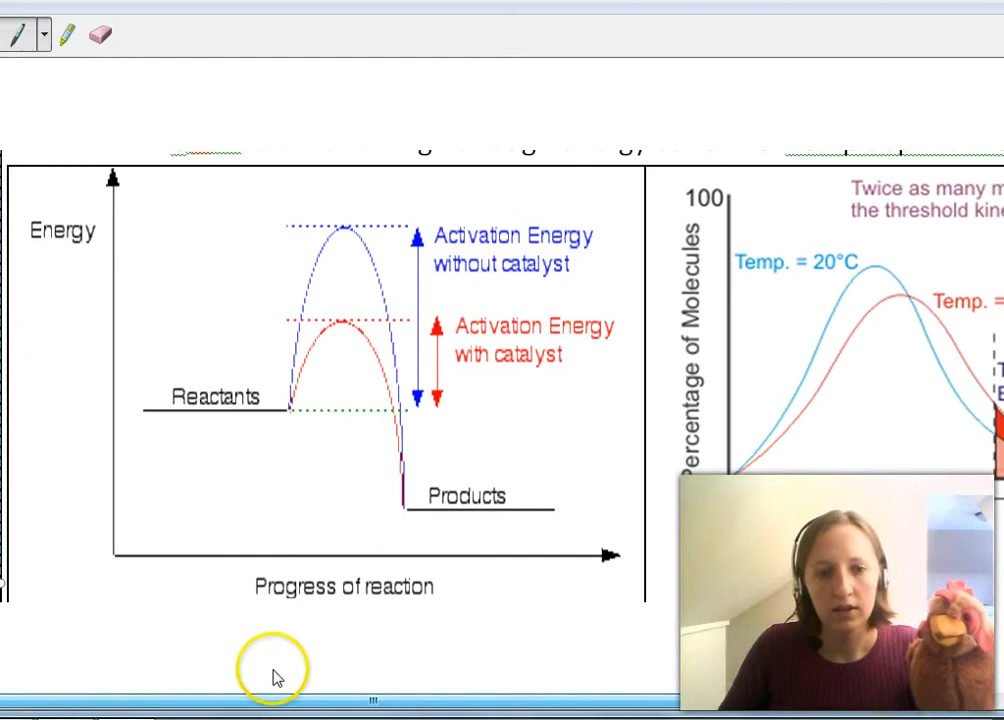 Energy
Activation Energy
without catalyst
Activation Energy
with catalyst
Reactants
Products
Progress of reaction
100
Percentage of Molecules
Twice as many m
the threshold kine
Temp. = 20°C
Temp. =